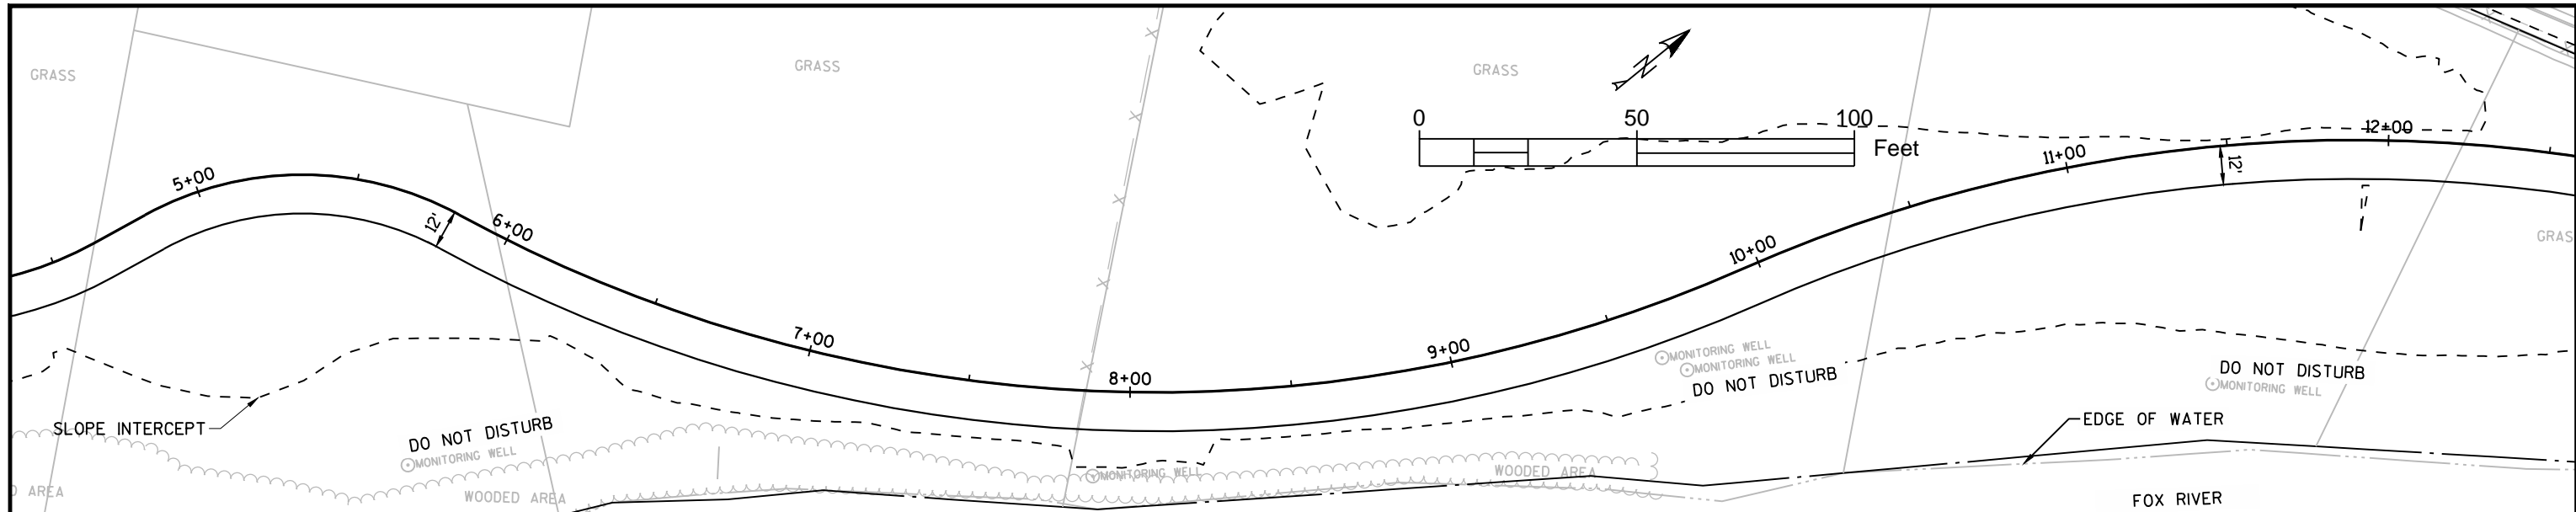 GRASS
GRASS
GRASS
N
0 50 100
Feet
12+00
5+00
11+00
12'
12'
6+00
GRAS
10+00
7+00
9+00
MONITORING WELL
MONITORING WELL
8+00
DO NOT DISTURB
DO NOT DISTURB
MONITORING WELL
SLOPE INTERCEPT
DO NOT DISTURB
MONITORING WELL
EDGE OF WATER
MONITORING WELL
WOODED AREA
D AREA
WOODED AREA
FOX RIVER